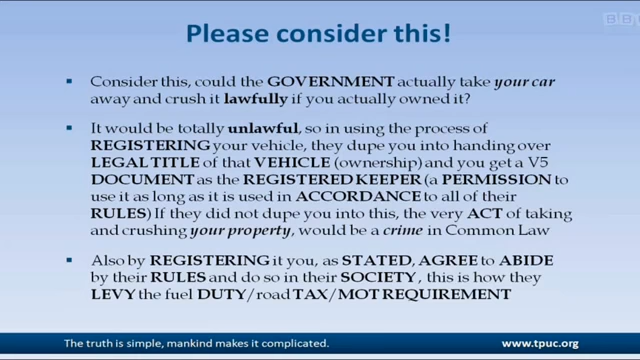 BBC
Please consider this!
▪ Consider this, could the GOVERNMENT actually take your car
away and crush it lawfully if you actually owned it?
▪ It would be totally unlawful, so in using the process of
REGISTERING your vehicle, they dupe you into handing over
LEGAL TITLE of that VEHICLE (ownership) and you get a V5
DOCUMENT as the REGISTERED KEEPER (a PERMISSION to
use it as long as it is used in ACCORDANCE to all of their
RULES) If they did not dupe you into this, the very ACT of taking
and crushing your property, would be a crime in Common Law
▪ Also by REGISTERING it you, as STATED, AGREE to ABIDE
by their RULES and do so in their SOCIETY, this is how they
LEVY the fuel DUTY/road TAX/MOT REQUIREMENT
The truth is simple, mankind makes it complicated.
www.tpuc.org